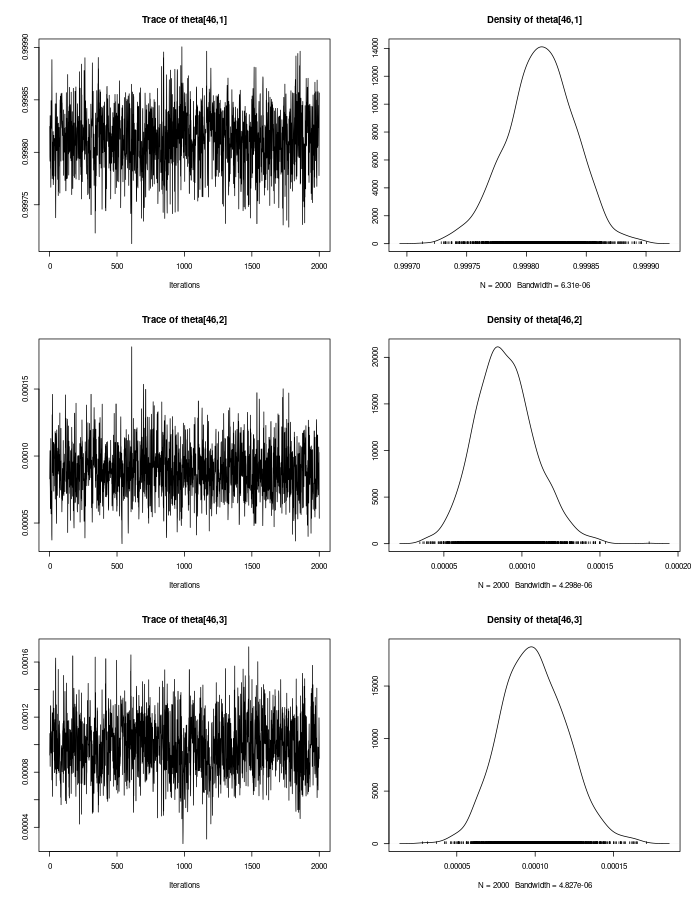 Trace of theta[46,1]
0.99975 0.99980 0.99985 0.99990
0 500 1000 1500 2000
Iterations
Density of theta[46,1]
0 2000 4000 6000 8000 10000 12000 14000
0.99970 0.99975 0.99980 0.99985 0.99990
N = 2000 Bandwidth = 6.31e-06
Trace of theta[46,2]
0.00005 0.00010 0.00015
0 500 1000 1500 2000
Iterations
Density of theta[46,2]
0 5000 10000 15000 20000
0.00005 0.00010 0.00015 0.00020
N = 2000 Bandwidth = 4.298e-06
Trace of theta[46,3]
0.00004 0.00008 0.00012 0.00016
0 500 1000 1500 2000
Iterations
Density of theta[46,3]
0 5000 10000 15000
0.00005 0.00010 0.00015
N = 2000 Bandwidth = 4.827e-06